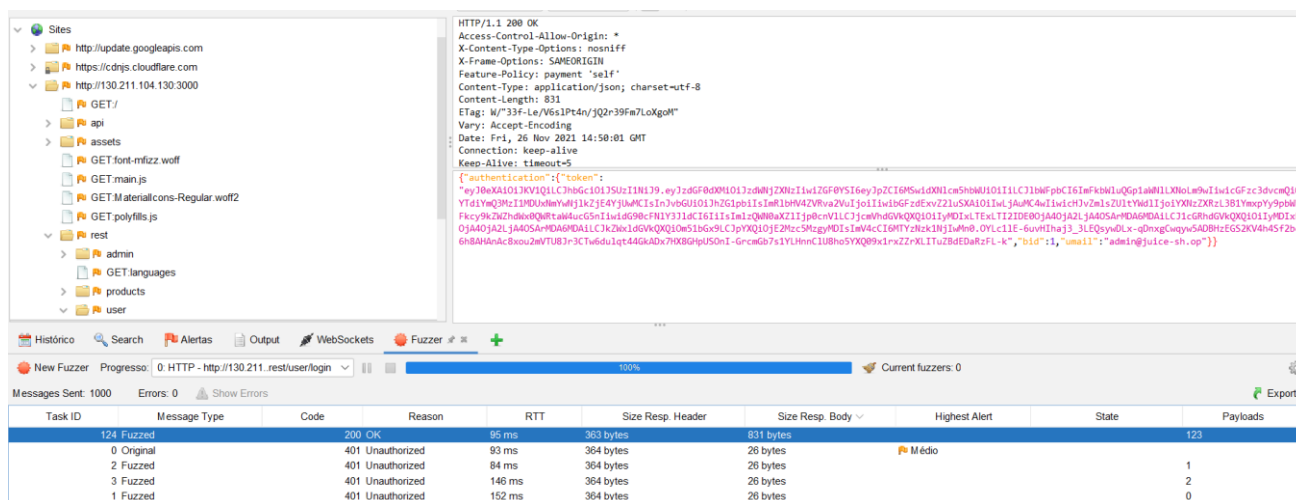 Sites
http://update.googleapis.com
https://cdnjs.cloudflare.com
http://130.211.104.130:3000
GET:/
api
assets
GET:font-mfizz.woff
GET:main.js
GET:MaterialIcons-Regular.woff2
GET:polyfills.js
rest
admin
GET:languages
products
user
HTTP/1.1 200 OK
Access-Control-Allow-Origin: *
X-Content-Type-Options: nosniff
X-Frame-Options: SAMEORIGIN
Feature-Policy: payment 'self'
Content-Type: application/json; charset=utf-8
Content-Length: 831
ETag: W/"33f-Le/V6slPt4n/jQ2r39Fm7LoXgoM"
Vary: Accept-Encoding
Date: Fri, 26 Nov 2021 14:50:01 GMT
Connection: keep-alive
Keep-Alive: timeout=5
{"authentication":{"token":
"bid":1,"umail":"admin@juice-sh.op"}}
Histórico Search Alertas Output WebSockets Fuzzer
New Fuzzer Progresso: 0: HTTP - http://130.211..rest/user/login 100% Current fuzzers: 0
Messages Sent: 1000 Errors: 0 Show Errors Export
Task ID Message Type Code Reason RTT Size Resp. Header Size Resp. Body Highest Alert State Payloads
124 Fuzzed 200 OK 95 ms 363 bytes 831 bytes 123
0 Original 401 Unauthorized 93 ms 364 bytes 26 bytes Médio
2 Fuzzed 401 Unauthorized 84 ms 364 bytes 26 bytes 1
3 Fuzzed 401 Unauthorized 146 ms 364 bytes 26 bytes 2
1 Fuzzed 401 Unauthorized 152 ms 364 bytes 26 bytes 0